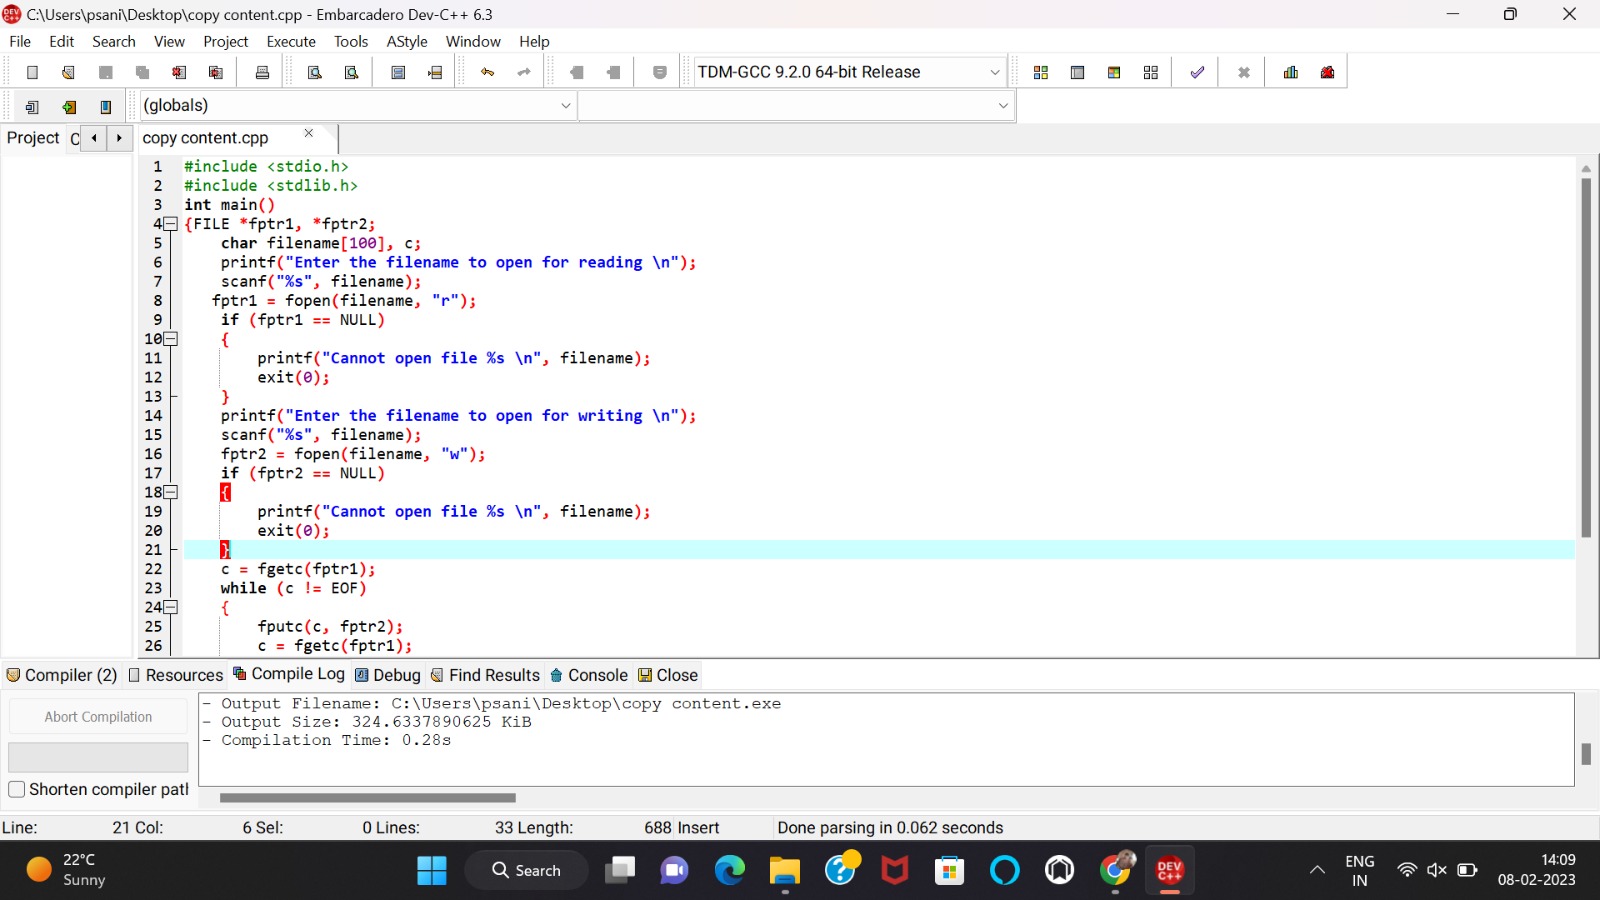 C:\Users\psani\Desktop\copy content.cpp - Embarcadero Dev-C++ 6.3
File Edit Search View Project Execute Tools AStyle Window Help
TDM-GCC 9.2.0 64-bit Release
(globals)
Project C copy content.cpp
1 #include <stdio.h>
2 #include <stdlib.h>
3 int main()
4 {FILE *fptr1, *fptr2;
5 char filename[100], c;
6 printf("Enter the filename to open for reading \n");
7 scanf("%s", filename);
8 fptr1 = fopen(filename, "r");
9 if (fptr1 == NULL)
10 {
11 printf("Cannot open file %s \n", filename);
12 exit(0);
13 }
14 printf("Enter the filename to open for writing \n");
15 scanf("%s", filename);
16 fptr2 = fopen(filename, "w");
17 if (fptr2 == NULL)
18 {
19 printf("Cannot open file %s \n", filename);
20 exit(0);
21 }
22 c = fgetc(fptr1);
23 while (c != EOF)
24 {
25 fputc(c, fptr2);
26 c = fgetc(fptr1);
Compiler (2) Resources Compile Log Debug Find Results Console Close
Abort Compilation
Shorten compiler path
- Output Filename: C:\Users\psani\Desktop\copy content.exe
- Output Size: 324.6337890625 KiB
- Compilation Time: 0.28s
Line: 21 Col: 6 Sel: 0 Lines: 33 Length: 688 Insert Done parsing in 0.062 seconds
22°C
Sunny
Search
DEV C++
ENG
IN
14:09
08-02-2023